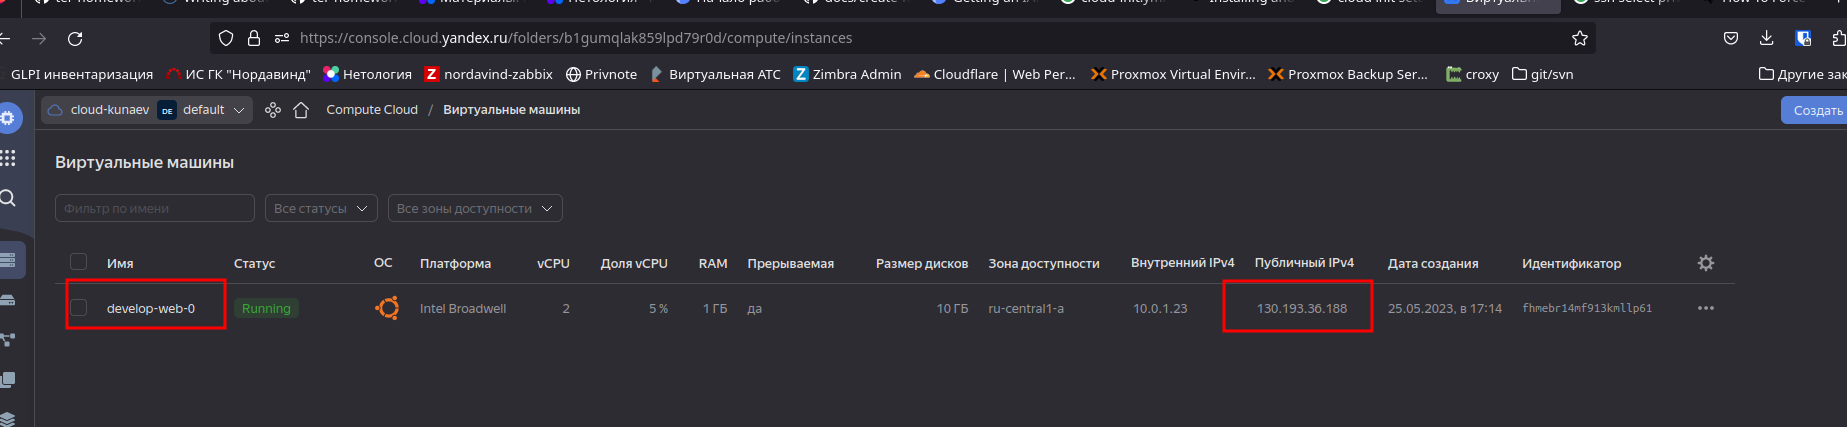 https://console.cloud.yandex.ru/folders/b1gumqlak859lpd79r0d/compute/instances
GLPI инвентаризация ИС ГК "Нордавинд" Нетология nordavind-zabbix Privnote Виртуальная АТС Zimbra Admin Cloudflare | Web Per… Proxmox Virtual Envir… Proxmox Backup Ser… croxy git/svn Другие зак
cloud-kunaev DE default Compute Cloud / Виртуальные машины Создать
Виртуальные машины
Фильтр по имени Все статусы Все зоны доступности
Имя Статус ОС Платформа vCPU Доля vCPU RAM Прерываемая Размер дисков Зона доступности Внутренний IPv4 Публичный IPv4 Дата создания Идентификатор
develop-web-0 Running Intel Broadwell 2 5 % 1 ГБ да 10 ГБ ru-central1-a 10.0.1.23 130.193.36.188 25.05.2023, в 17:14 fhmebr14mf913kmllp61